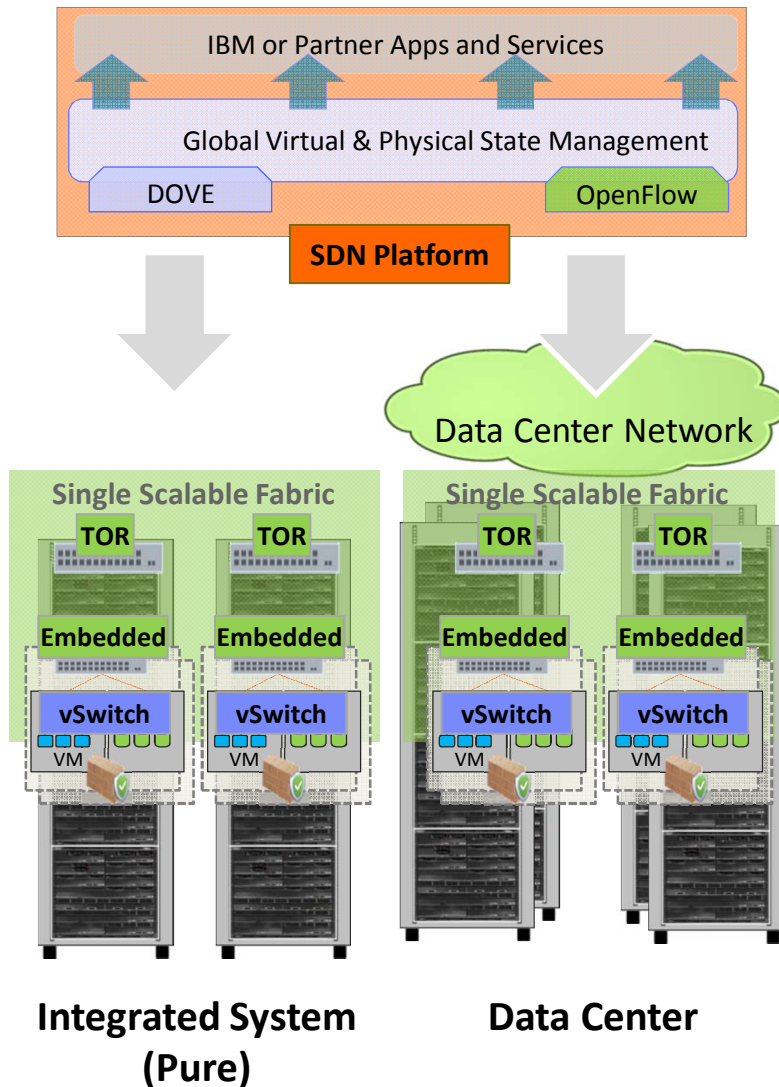 IBM or Partner Apps and Services
Global Virtual & Physical State Management
DOVE
OpenFlow
SDN Platform
Data Center Network
Single Scalable Fabric
Single Scalable Fabric
TOR
TOR
TOR
TOR
Embedded
Embedded
Embedded
Embedded
vSwitch
vSwitch
vSwitch
vSwitch
VM
VM
VM
VM
Integrated System
(Pure)
Data Center